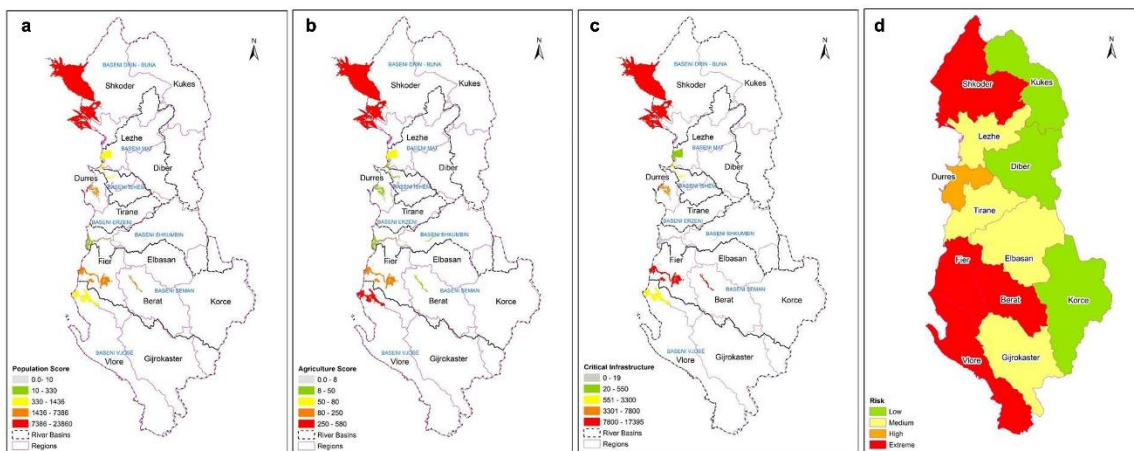 a
N
BASENI DRIN - BUNA
Shkoder
Kukes
Lezhe
BASENI MAT
Diber
Durres
BASENI ISHEM
Tirane
BASENI ERZENI
BASENI SHKUMBIN
Fier
Elbasan
Berat
BASENI SEMAN
Korce
BASENI VJOSE
Vlore
Gjirokaster
Population Score
0.0 - 10
10 - 330
330 - 1436
1436 - 7386
7386 - 23860
River Basins
Regions
b
N
BASENI DRIN - BUNA
Shkoder
Kukes
Lezhe
BASENI MAT
Diber
Durres
BASENI ISHEM
Tirane
BASENI ERZENI
BASENI SHKUMBIN
Fier
Elbasan
Berat
BASENI SEMAN
Korce
BASENI VJOSE
Vlore
Gjirokaster
Agriculture Score
0.0 - 8
8 - 50
50 - 80
80 - 250
250 - 580
River Basins
Regions
c
N
BASENI DRIN - BUNA
Shkoder
Kukes
Lezhe
BASENI MAT
Diber
Durres
BASENI ISHEM
Tirane
BASENI ERZENI
BASENI SHKUMBIN
Fier
Elbasan
Berat
BASENI SEMAN
Korce
BASENI VJOSE
Vlore
Gjirokaster
Critical Infrastructure
0 - 19
20 - 550
551 - 3300
3301 - 7800
7800 - 17395
River Basins
Regions
d
N
Shkoder
Kukes
Lezhe
Diber
Durres
Tirane
Elbasan
Fier
Berat
Korce
Vlore
Gjirokaster
Risk
Low
Medium
High
Extreme